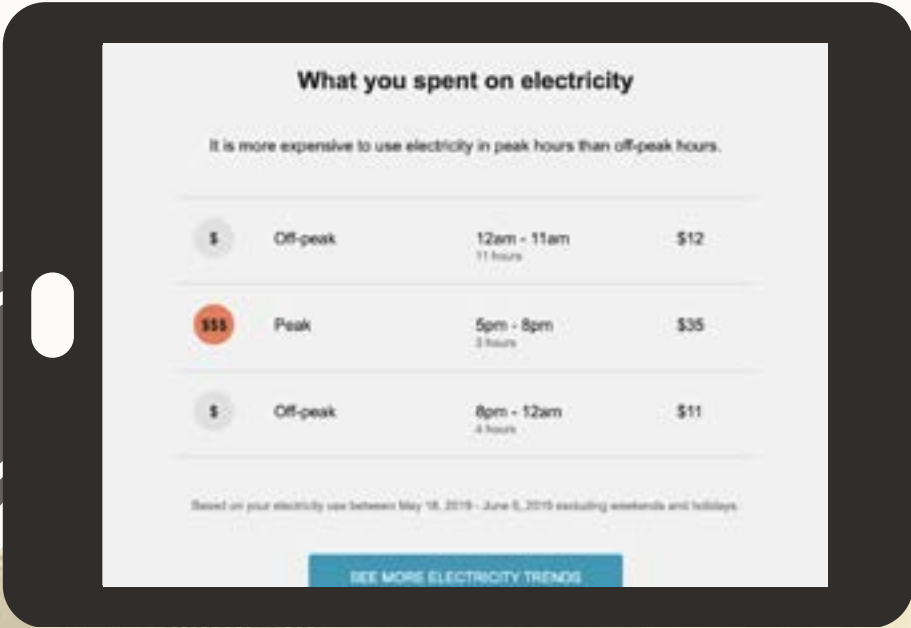 What you spent on electricity
It is more expensive to use electricity in peak hours than off-peak hours.
$ Off-peak 12am - 11am $12
11 hours
$$$ Peak 5pm - 8pm $35
3 hours
$ Off-peak 8pm - 12am $11
4 hours
Based on your electricity use between May 18, 2019 - June 5, 2019 excluding weekends and holidays.
SEE MORE ELECTRICITY TRENDS